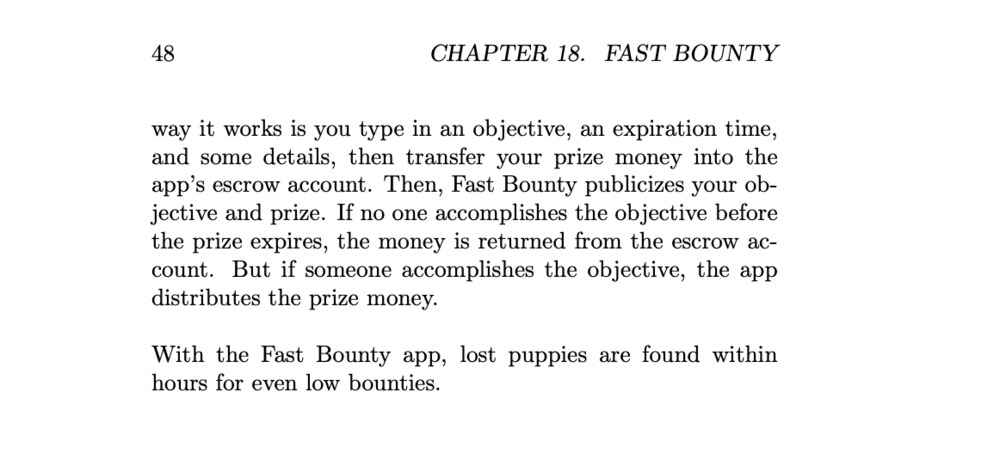 48 CHAPTER 18. FAST BOUNTY
way it works is you type in an objective, an expiration time,
and some details, then transfer your prize money into the
app's escrow account. Then, Fast Bounty publicizes your ob-
jective and prize. If no one accomplishes the objective before
the prize expires, the money is returned from the escrow ac-
count. But if someone accomplishes the objective, the app
distributes the prize money.
With the Fast Bounty app, lost puppies are found within
hours for even low bounties.